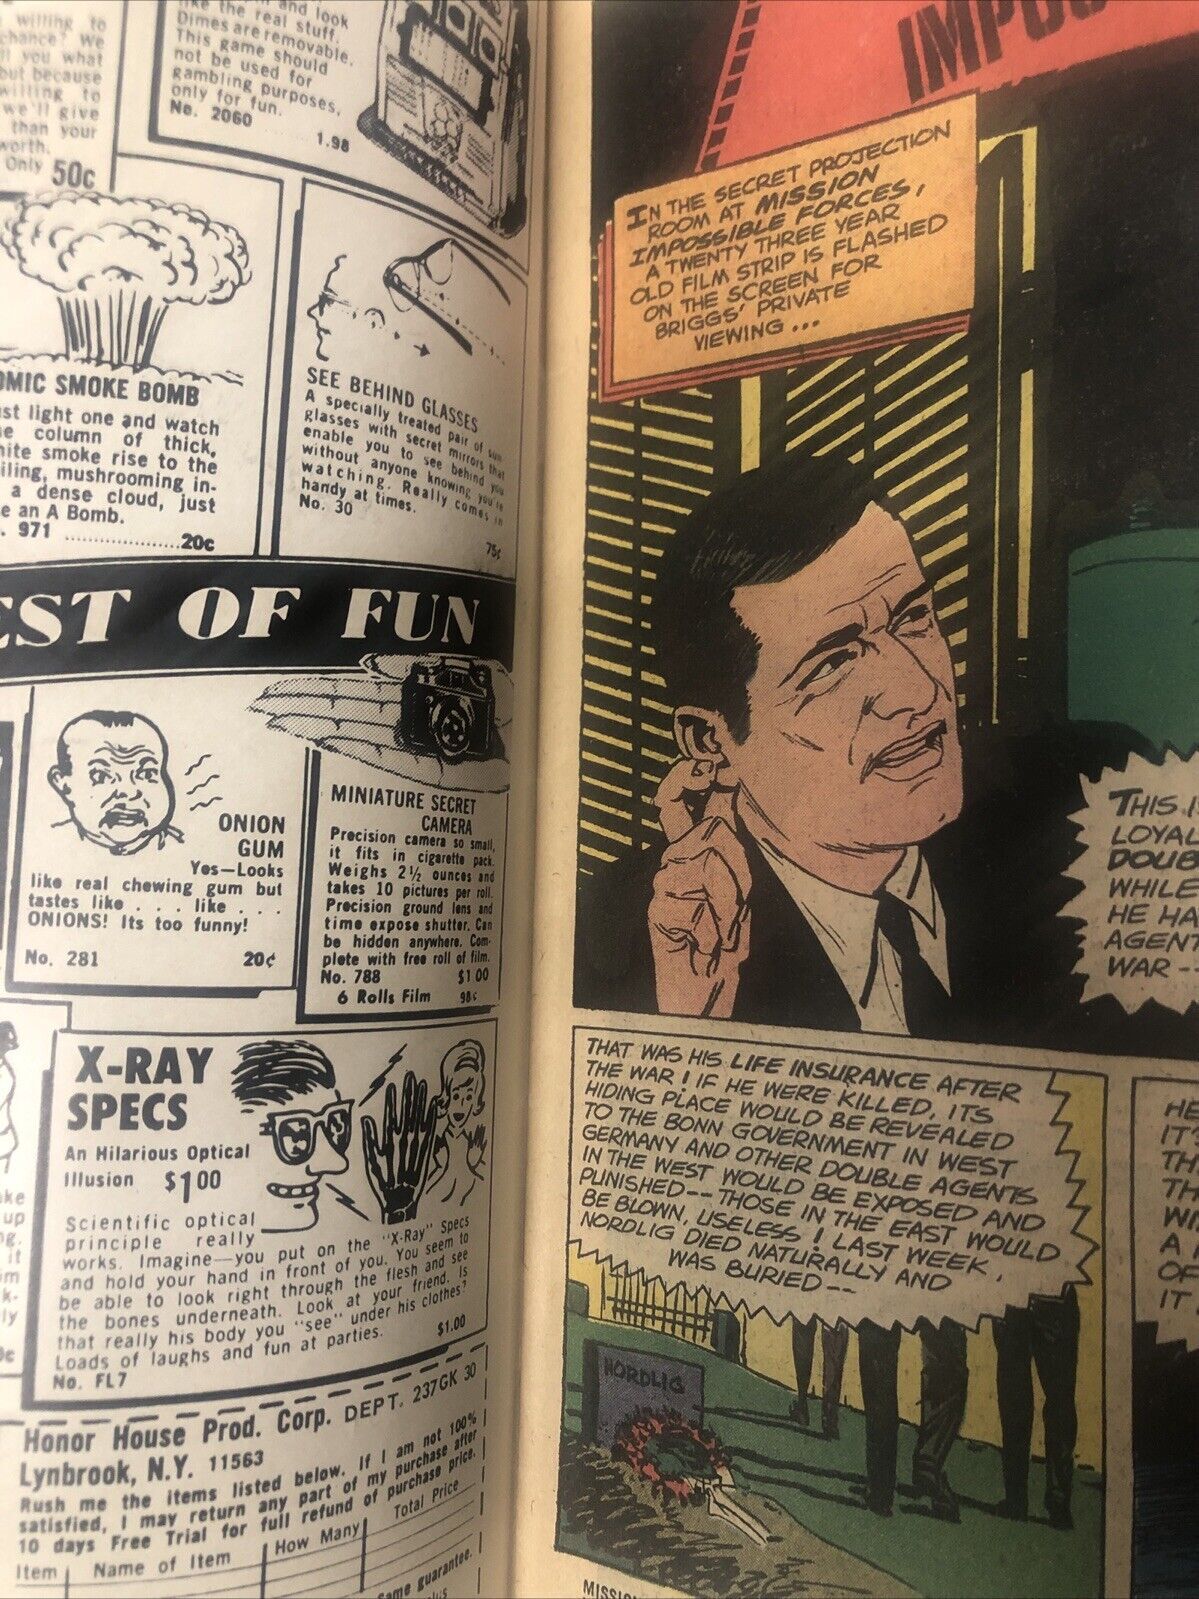 willing to
chance? We
you what
but because
willing to
we'll give
than your
worth.
Only 50c
and look
like the real stuff.
Dimes are removable.
This game should
not be used for
gambling purposes,
only for fun.
No. 2060
1.98
OMIC SMOKE BOMB
ust light one and watch
e column of thick,
hite smoke rise to the
iling, mushrooming in-
a dense cloud, just
e an A Bomb.
. 971 ....................20c
SEE BEHIND GLASSES
A specially treated pair of sun
glasses with secret mirrors that
enable you to see behind you
without anyone knowing you're
watching. Really comes in
handy at times.
No. 30
75¢
EST OF FUN
ONION
GUM
Yes—Looks
like real chewing gum but
tastes like . . . like . . .
ONIONS! Its too funny!
No. 281 20¢
MINIATURE SECRET
CAMERA
Precision camera so small,
it fits in cigarette pack.
Weighs 2½ ounces and
takes 10 pictures per roll.
Precision ground lens and
time expose shutter. Can
be hidden anywhere. Com-
plete with free roll of film.
No. 788 $1 00
6 Rolls Film 98¢
X-RAY
SPECS
An Hilarious Optical
Illusion $1 00
Scientific optical
principle really
works. Imagine—you put on the "X-Ray" Specs
and hold your hand in front of you. You seem to
be able to look right through the flesh and see
the bones underneath. Look at your friend. Is
that really his body you "see" under his clothes?
Loads of laughs and fun at parties.
No. FL7 $1.00
Honor House Prod. Corp. DEPT. 237GK 30
Lynbrook, N.Y. 11563
Rush me the items listed below. If I am not 100%
satisfied, I may return any part of my purchase after
10 days Free Trial for full refund of purchase price.
Item Name of Item How Many Total Price
Same guarantee.
IMPOS
IN THE SECRET PROJECTION
ROOM AT MISSION
IMPOSSIBLE FORCES,
A TWENTY THREE YEAR
OLD FILM STRIP IS FLASHED
ON THE SCREEN FOR
BRIGGS' PRIVATE
VIEWING ...
THIS I
LOYAL
DOUB
WHILE
HE HA
AGENT
WAR --
THAT WAS HIS LIFE INSURANCE AFTER
THE WAR! IF HE WERE KILLED, ITS
HIDING PLACE WOULD BE REVEALED
TO THE BONN GOVERNMENT IN WEST
GERMANY AND OTHER DOUBLE AGENTS
IN THE WEST WOULD BE EXPOSED AND
PUNISHED -- THOSE IN THE EAST WOULD
BE BLOWN, USELESS! LAST WEEK,
NORDLIG DIED NATURALLY AND
WAS BURIED --
NORDLIG
HE
IT
TH
TH
WI
A
OF
IT
MISSIO